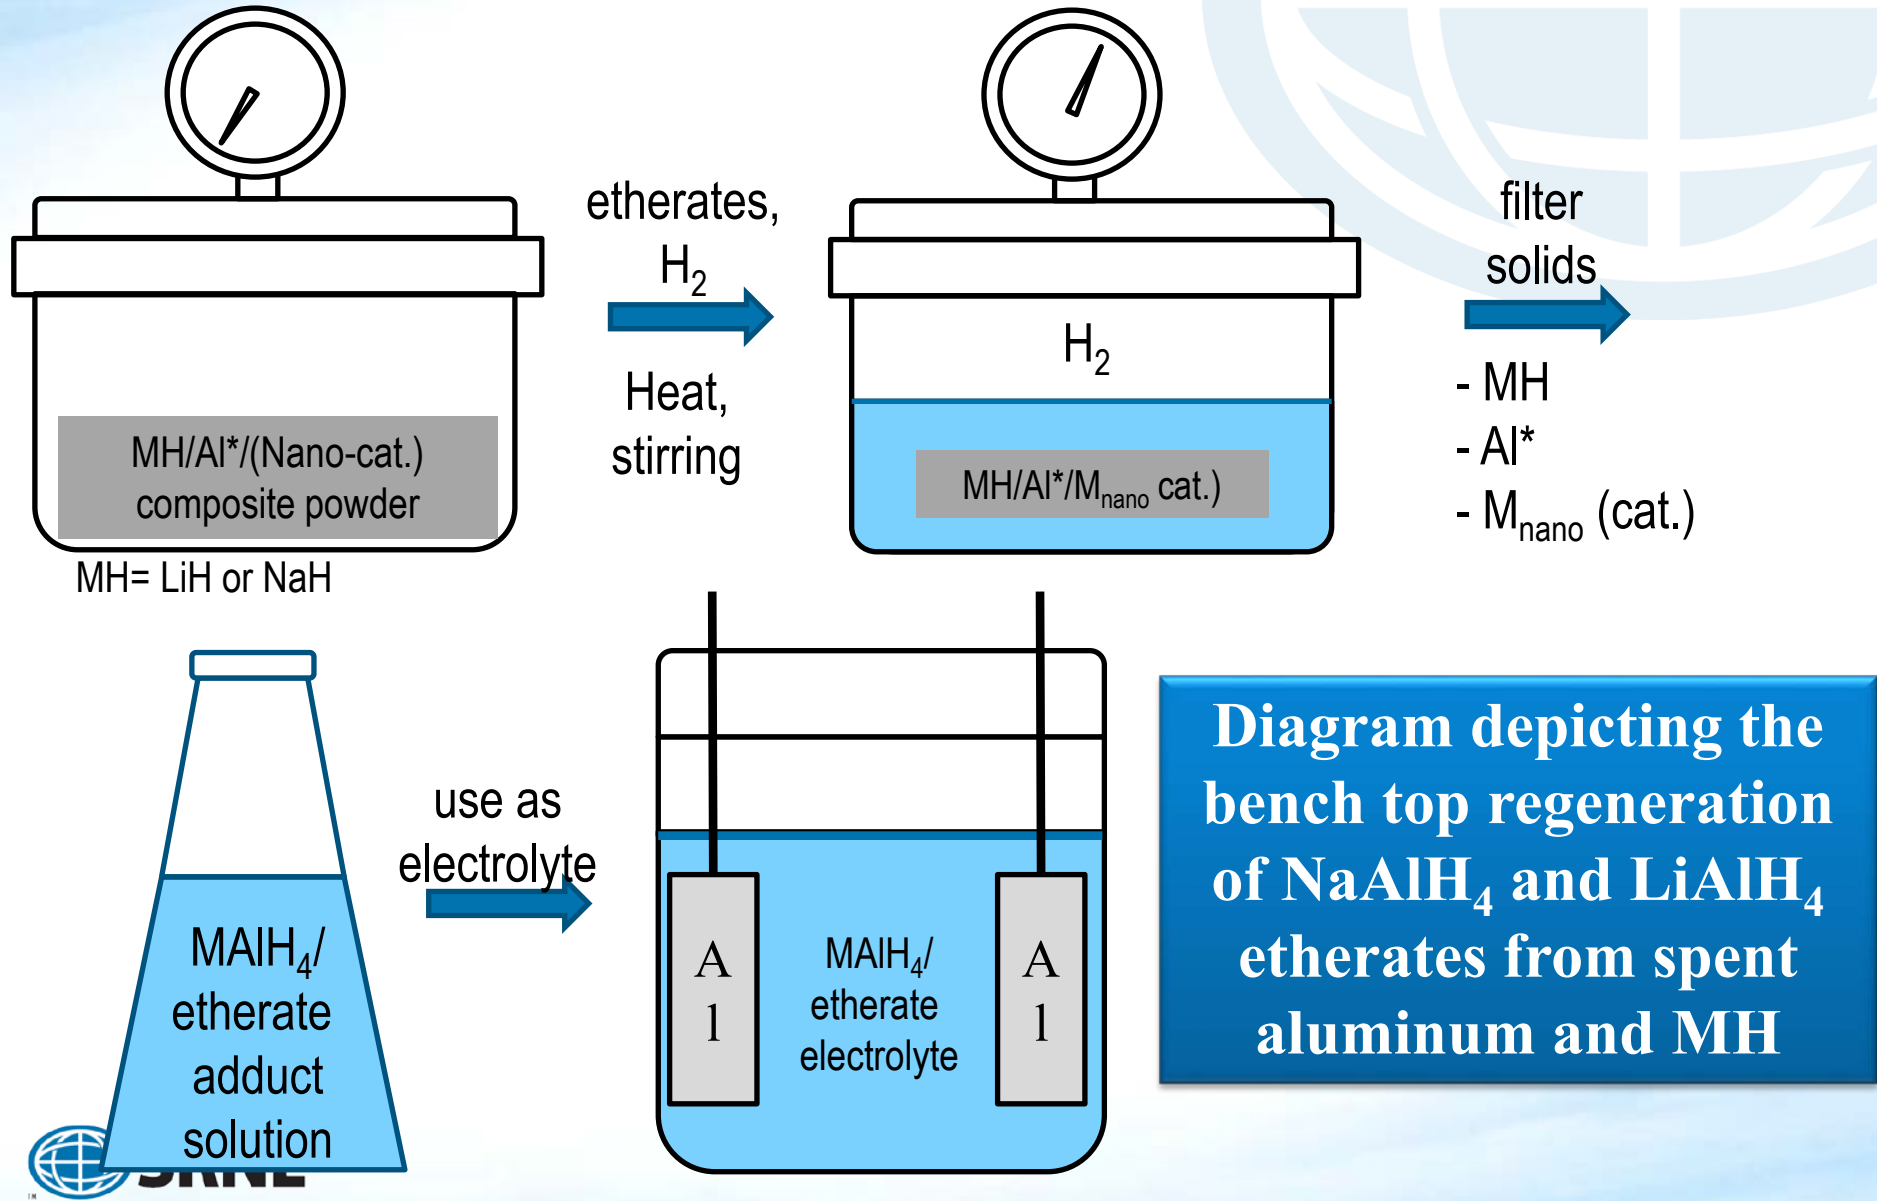 etherates,
H₂
Heat,
stirring
filter
solids
- MH
- Al*
- Mₙₐₙₒ (cat.)
H₂
MH/Al*/(Nano-cat.)
composite powder
MH/Al*/Mₙₐₙₒ cat.)
MH= LiH or NaH
MAlH₄/
etherate
adduct
solution
use as
electrolyte
A
l
MAlH₄/
etherate
electrolyte
A
l
Diagram depicting the
bench top regeneration
of NaAlH₄ and LiAlH₄
etherates from spent
aluminum and MH